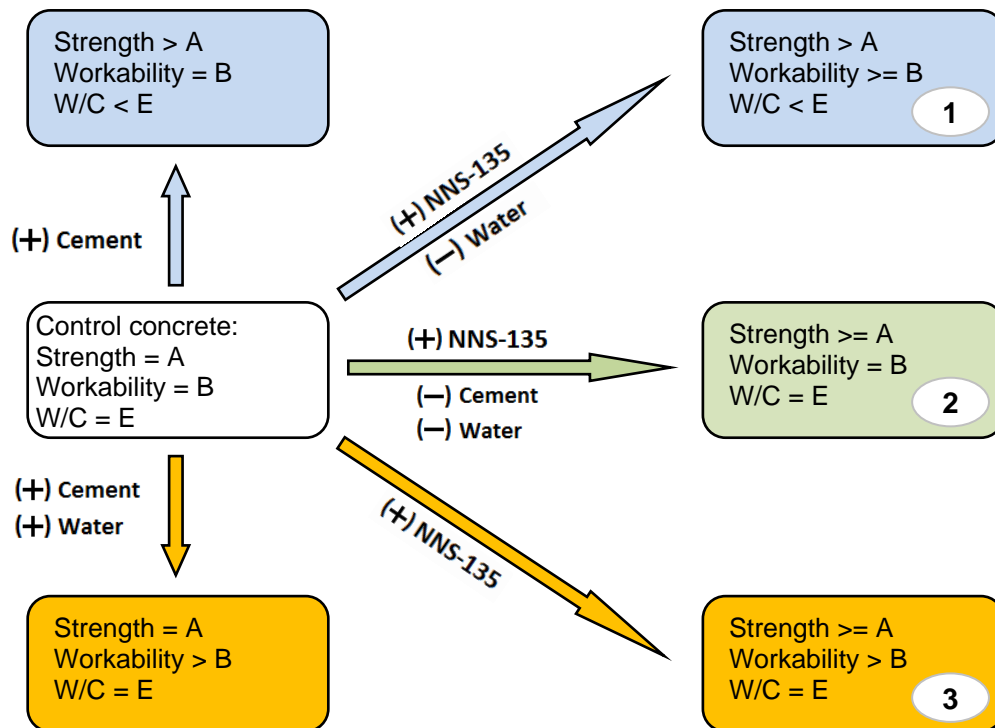 Strength > A
Workability = B
W/C < E
Strength > A
Workability >= B
W/C < E
1
(+) Cement
(+) NNS-135
(−) Water
Control concrete:
Strength = A
Workability = B
W/C = E
(+) NNS-135
(−) Cement
(−) Water
Strength >= A
Workability = B
W/C = E
2
(+) Cement
(+) Water
(+) NNS-135
Strength = A
Workability > B
W/C = E
Strength >= A
Workability > B
W/C = E
3